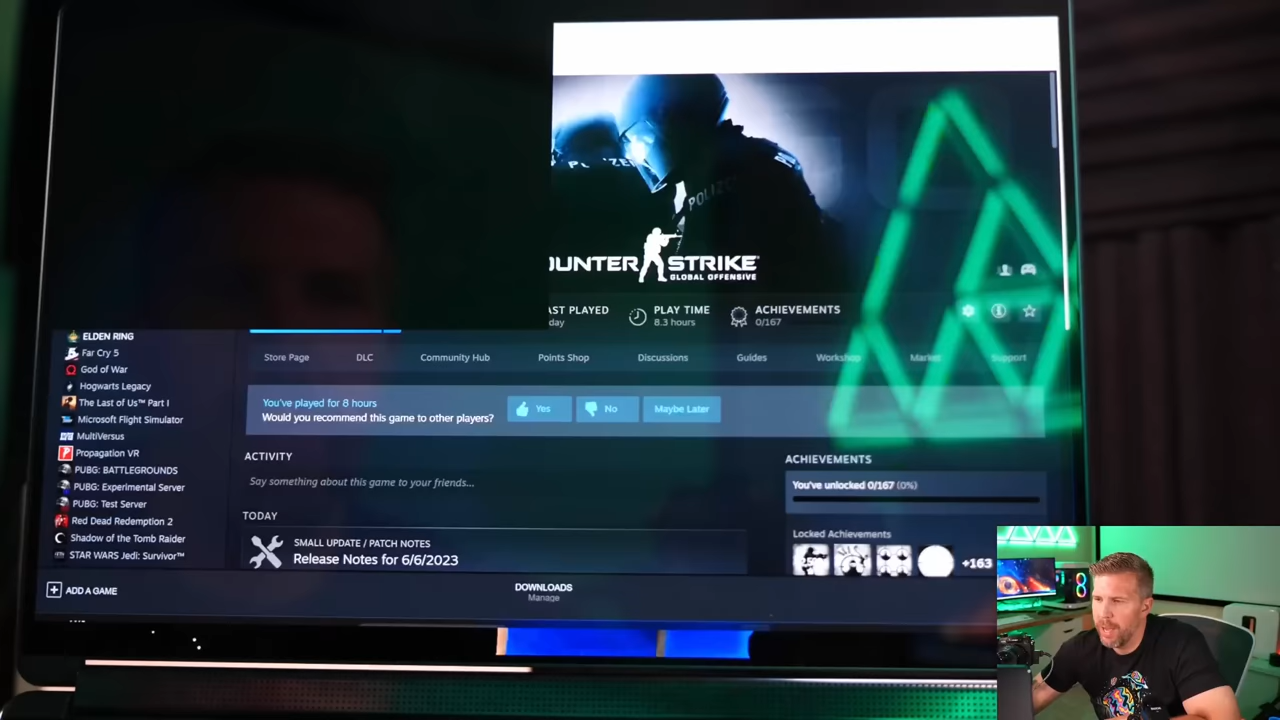 POLIZEI
OUNTER STRIKE
GLOBAL OFFENSIVE
AST PLAYED
day
PLAY TIME
8.3 hours
ACHIEVEMENTS
0/167
ELDEN RING
Far Cry 5
God of War
Hogwarts Legacy
The Last of Us™ Part I
Microsoft Flight Simulator
MultiVersus
Propagation VR
PUBG: BATTLEGROUNDS
PUBG: Experimental Server
PUBG: Test Server
Red Dead Redemption 2
Shadow of the Tomb Raider
STAR WARS Jedi: Survivor™
Store Page DLC Community Hub Points Shop Discussions Guides Workshop Market Support
You've played for 8 hours
Would you recommend this game to other players?
Yes No Maybe Later
ACTIVITY
Say something about this game to your friends...
TODAY
SMALL UPDATE / PATCH NOTES
Release Notes for 6/6/2023
ACHIEVEMENTS
You've unlocked 0/167 (0%)
Locked Achievements
+163
ADD A GAME
DOWNLOADS
Manage